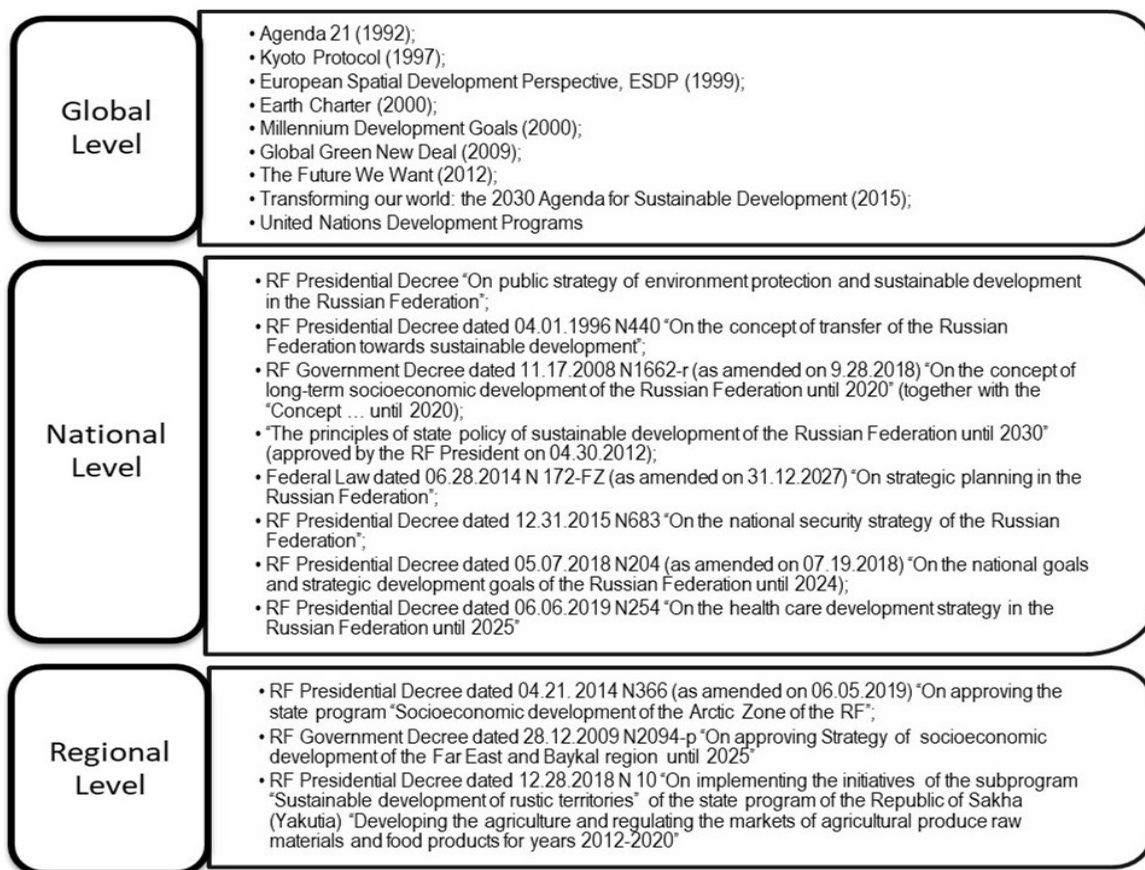 Global
Level
• Agenda 21 (1992);
• Kyoto Protocol (1997);
• European Spatial Development Perspective, ESDP (1999);
• Earth Charter (2000);
• Millennium Development Goals (2000);
• Global Green New Deal (2009);
• The Future We Want (2012);
• Transforming our world: the 2030 Agenda for Sustainable Development (2015);
• United Nations Development Programs
National
Level
• RF Presidential Decree “On public strategy of environment protection and sustainable development
in the Russian Federation”;
• RF Presidential Decree dated 04.01.1996 N440 “On the concept of transfer of the Russian
Federation towards sustainable development”;
• RF Government Decree dated 11.17.2008 N1662-r (as amended on 9.28.2018) “On the concept of
long-term socioeconomic development of the Russian Federation until 2020” (together with the
“Concept … until 2020);
• “The principles of state policy of sustainable development of the Russian Federation until 2030”
(approved by the RF President on 04.30.2012);
• Federal Law dated 06.28.2014 N 172-FZ (as amended on 31.12.2027) “On strategic planning in the
Russian Federation”;
• RF Presidential Decree dated 12.31.2015 N683 “On the national security strategy of the Russian
Federation”;
• RF Presidential Decree dated 05.07.2018 N204 (as amended on 07.19.2018) “On the national goals
and strategic development goals of the Russian Federation until 2024);
• RF Presidential Decree dated 06.06.2019 N254 “On the health care development strategy in the
Russian Federation until 2025”
Regional
Level
• RF Presidential Decree dated 04.21. 2014 N366 (as amended on 06.05.2019) “On approving the
state program “Socioeconomic development of the Arctic Zone of the RF”;
• RF Government Decree dated 28.12.2009 N2094-p “On approving Strategy of socioeconomic
development of the Far East and Baykal region until 2025”
• RF Presidential Decree dated 12.28.2018 N 10 “On implementing the initiatives of the subprogram
“Sustainable development of rustic territories” of the state program of the Republic of Sakha
(Yakutia) “Developing the agriculture and regulating the markets of agricultural produce raw
materials and food products for years 2012-2020”